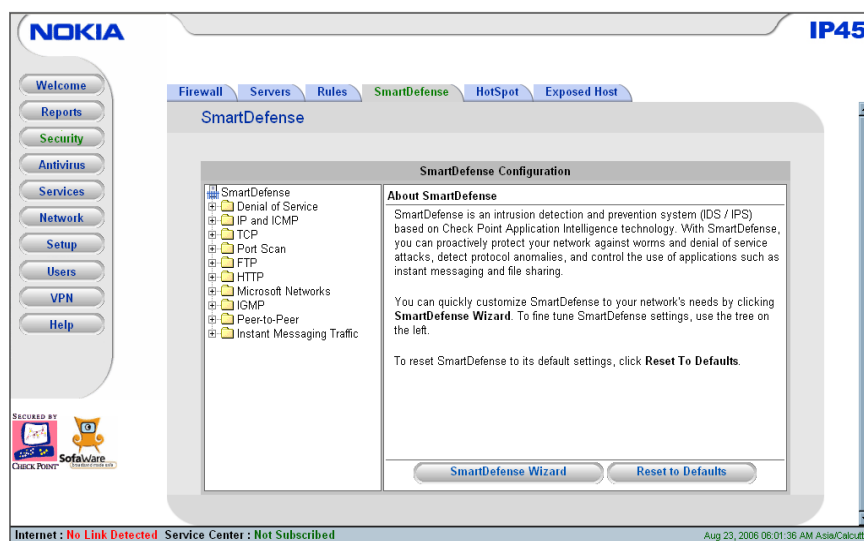 NOKIA
IP45
Welcome
Reports
Security
Antivirus
Services
Network
Setup
Users
VPN
Help
Firewall Servers Rules SmartDefense HotSpot Exposed Host
SmartDefense
SmartDefense Configuration
SmartDefense
Denial of Service
IP and ICMP
TCP
Port Scan
FTP
HTTP
Microsoft Networks
IGMP
Peer-to-Peer
Instant Messaging Traffic
About SmartDefense
SmartDefense is an intrusion detection and prevention system (IDS / IPS)
based on Check Point Application Intelligence technology. With SmartDefense,
you can proactively protect your network against worms and denial of service
attacks, detect protocol anomalies, and control the use of applications such as
instant messaging and file sharing.
You can quickly customize SmartDefense to your network's needs by clicking
SmartDefense Wizard. To fine tune SmartDefense settings, use the tree on
the left.
To reset SmartDefense to its default settings, click Reset To Defaults.
SmartDefense Wizard Reset to Defaults
SECURED BY
CHECK POINT
SofaWare
Internet : No Link Detected Service Center : Not Subscribed
Aug 23, 2006 06:01:36 AM Asia/Calcutt